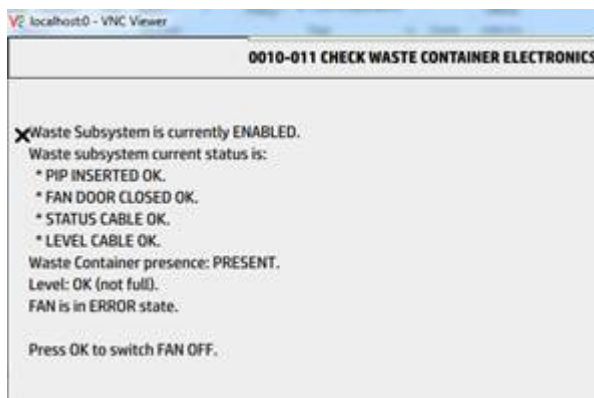 localhost:0 - VNC Viewer
0010-011 CHECK WASTE CONTAINER ELECTRONICS
Waste Subsystem is currently ENABLED.
Waste subsystem current status is:
* PIP INSERTED OK.
* FAN DOOR CLOSED OK.
* STATUS CABLE OK.
* LEVEL CABLE OK.
Waste Container presence: PRESENT.
Level: OK (not full).
FAN is in ERROR state.
Press OK to switch FAN OFF.